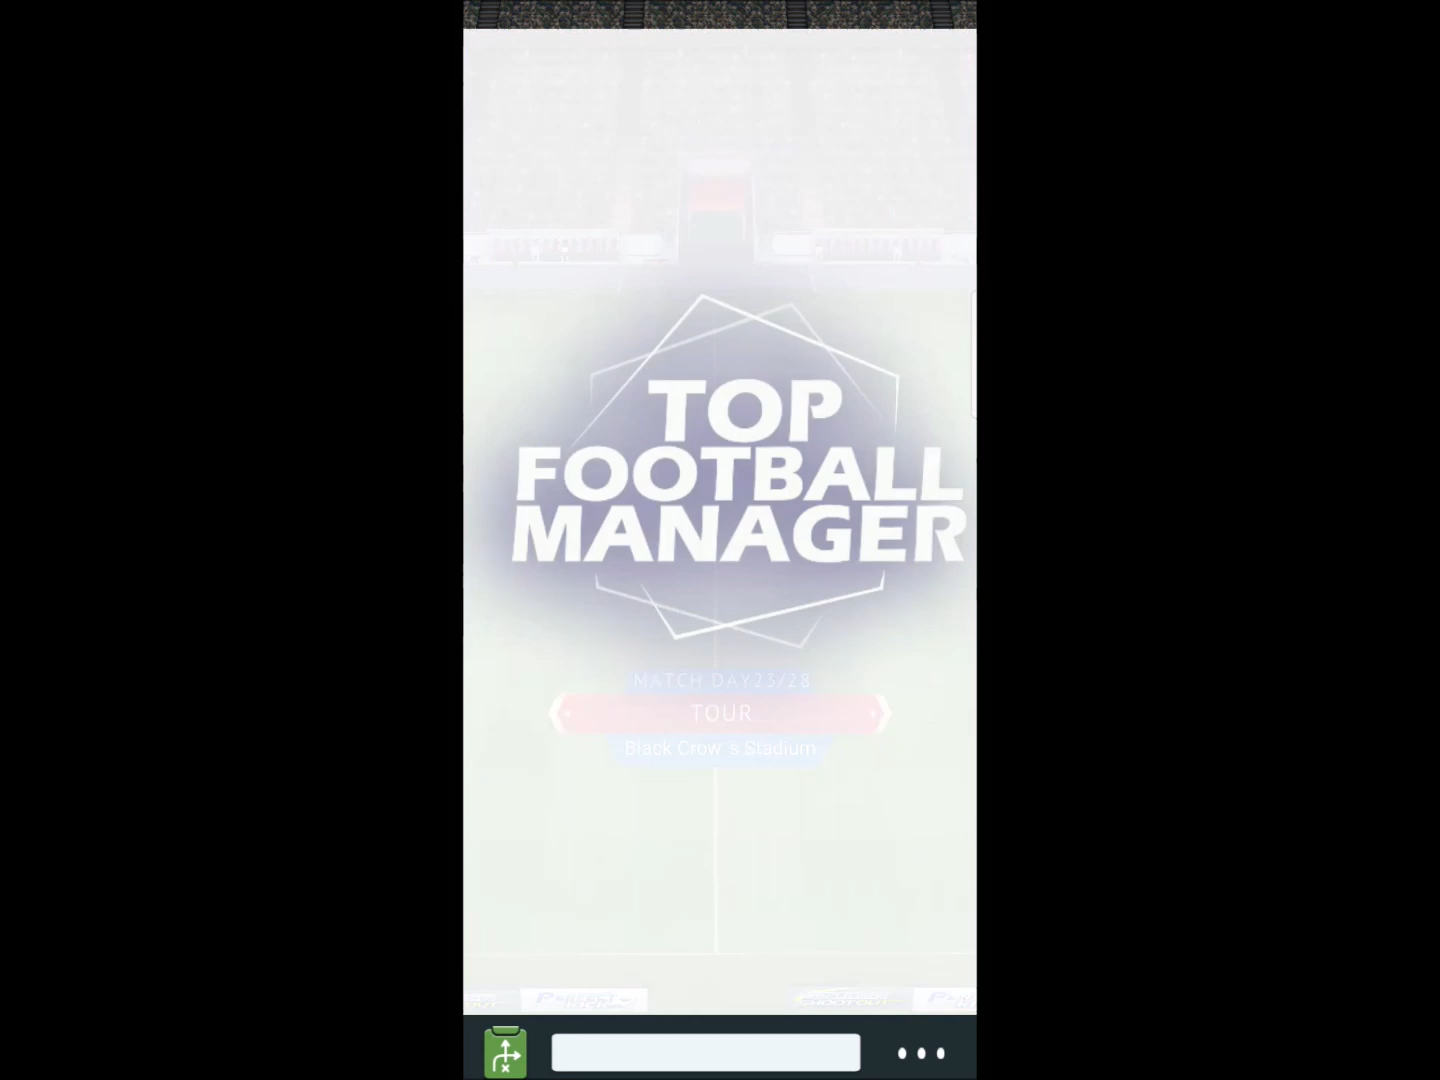 TOP
FOOTBALL
MANAGER
MATCH DAY23/28
TOUR
Black Crow´s Stadium